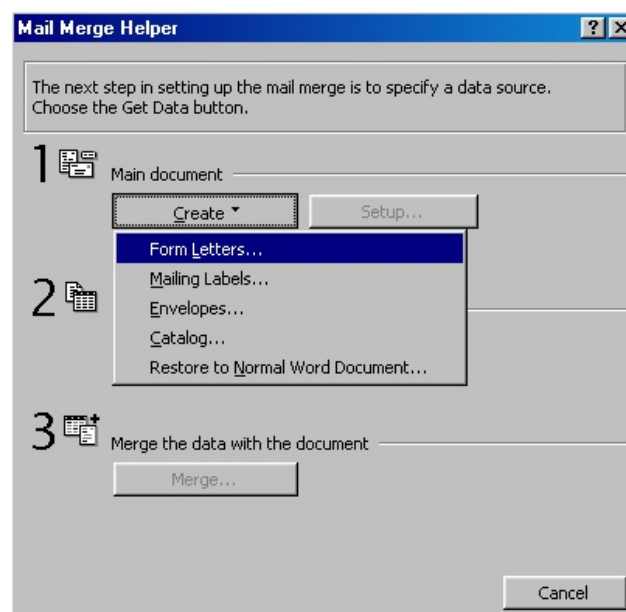 Mail Merge Helper
The next step in setting up the mail merge is to specify a data source.
Choose the Get Data button.
1
Main document
Create
Setup...
Form Letters...
Mailing Labels...
2
Envelopes...
Catalog...
Restore to Normal Word Document...
3
Merge the data with the document
Merge...
Cancel